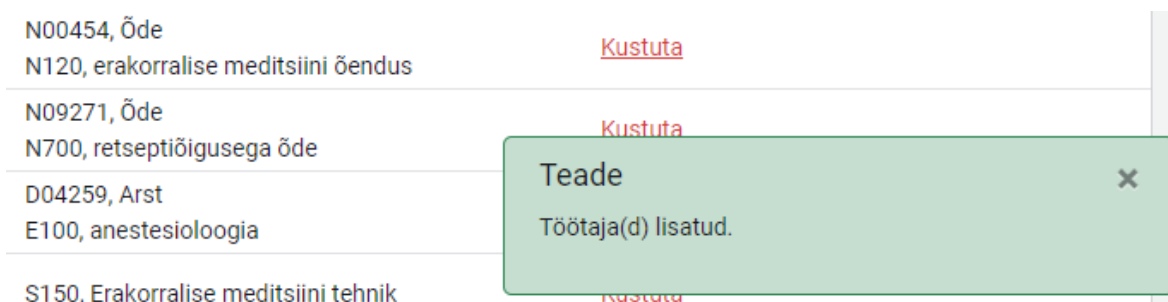 N00454, Õde
N120, erakorralise meditsiini õendus
Kustuta
N09271, Õde
N700, retseptiõigusega õde
Kustuta
D04259, Arst
E100, anestesioloogia
Teade
×
Töötaja(d) lisatud.
S150, Erakorralise meditsiini tehnik
Kustuta